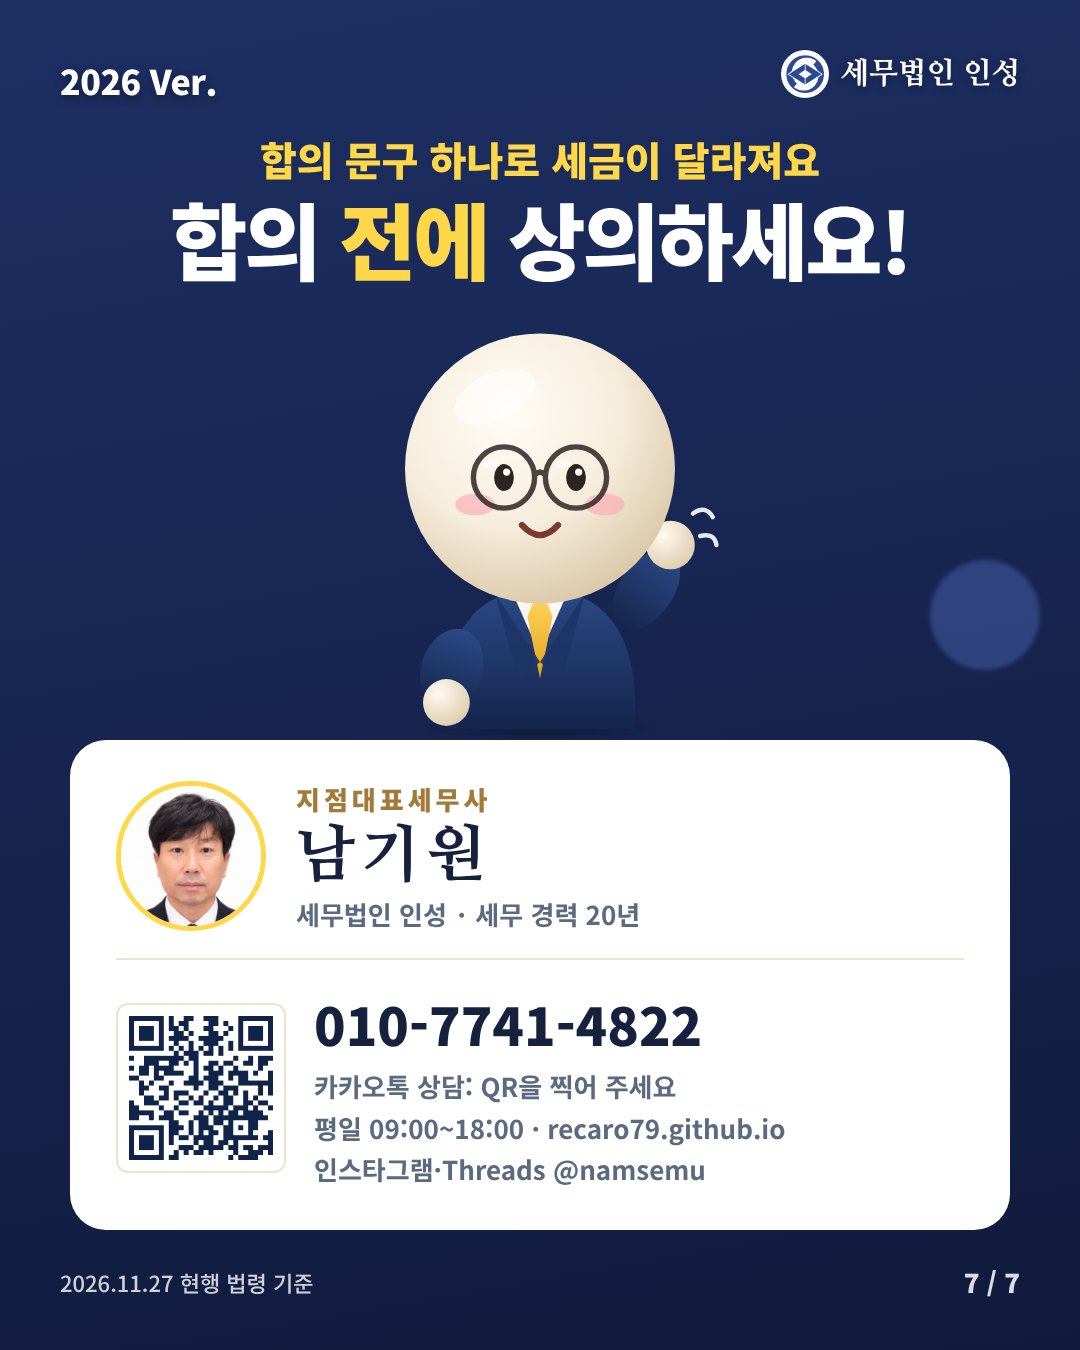 2026 Ver.
세무법인 인성
합의 문구 하나로 세금이 달라져요
합의 전에 상의하세요!
지점대표세무사
남기원
세무법인 인성 · 세무 경력 20년
010-7741-4822
카카오톡 상담: QR을 찍어 주세요
평일 09:00~18:00 · recaro79.github.io
인스타그램·Threads @namsemu
2026.11.27 현행 법령 기준
7 / 7